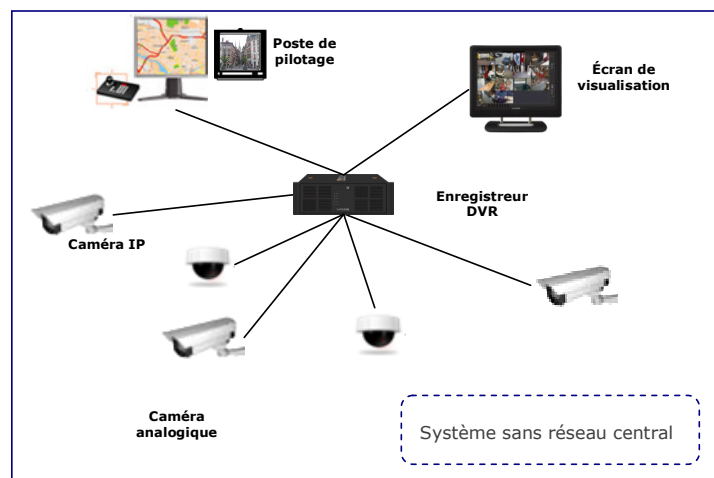 Poste de
pilotage
Écran de
visualisation
Enregistreur
DVR
Caméra IP
Caméra
analogique
Système sans réseau central